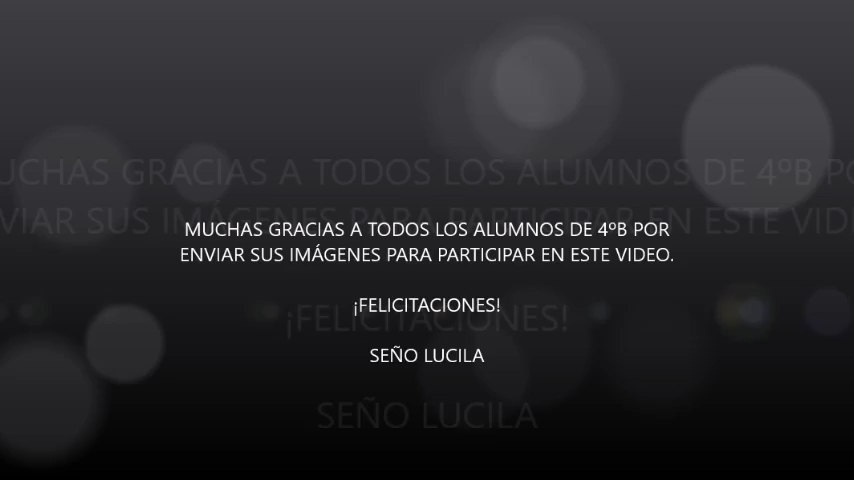 MUCHAS GRACIAS A TODOS LOS ALUMNOS DE 4ºB POR
ENVIAR SUS IMÁGENES PARA PARTICIPAR EN ESTE VIDEO.
¡FELICITACIONES!
SEÑO LUCILA